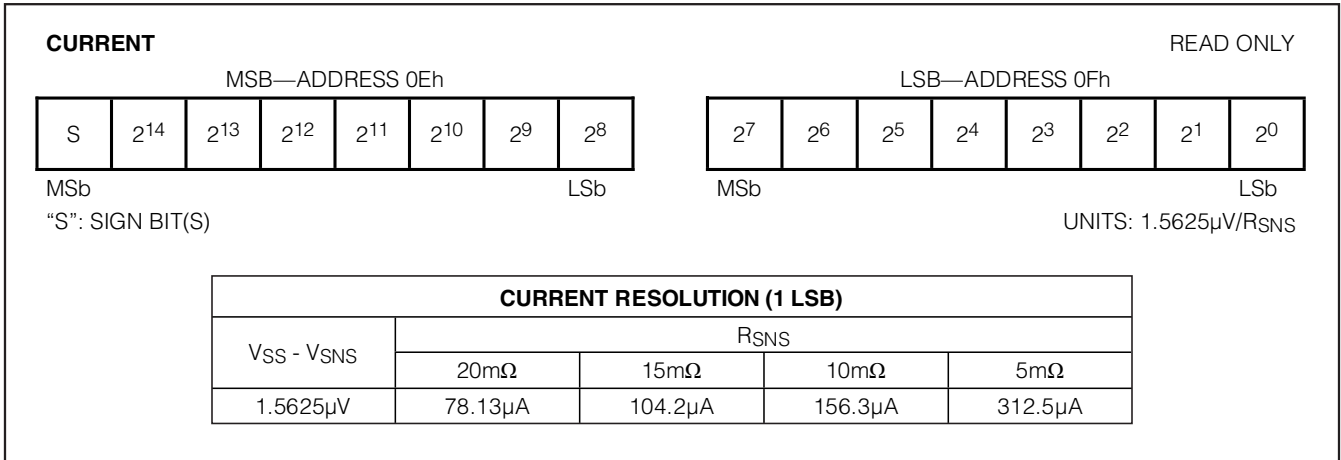 CURRENT READ ONLY
MSB—ADDRESS 0Eh LSB—ADDRESS 0Fh
S 2^14 2^13 2^12 2^11 2^10 2^9 2^8 2^7 2^6 2^5 2^4 2^3 2^2 2^1 2^0
MSb LSb MSb LSb
“S”: SIGN BIT(S) UNITS: 1.5625µV/RSNS
CURRENT RESOLUTION (1 LSB)
VSS - VSNS RSNS
20mΩ 15mΩ 10mΩ 5mΩ
1.5625µV 78.13µA 104.2µA 156.3µA 312.5µA